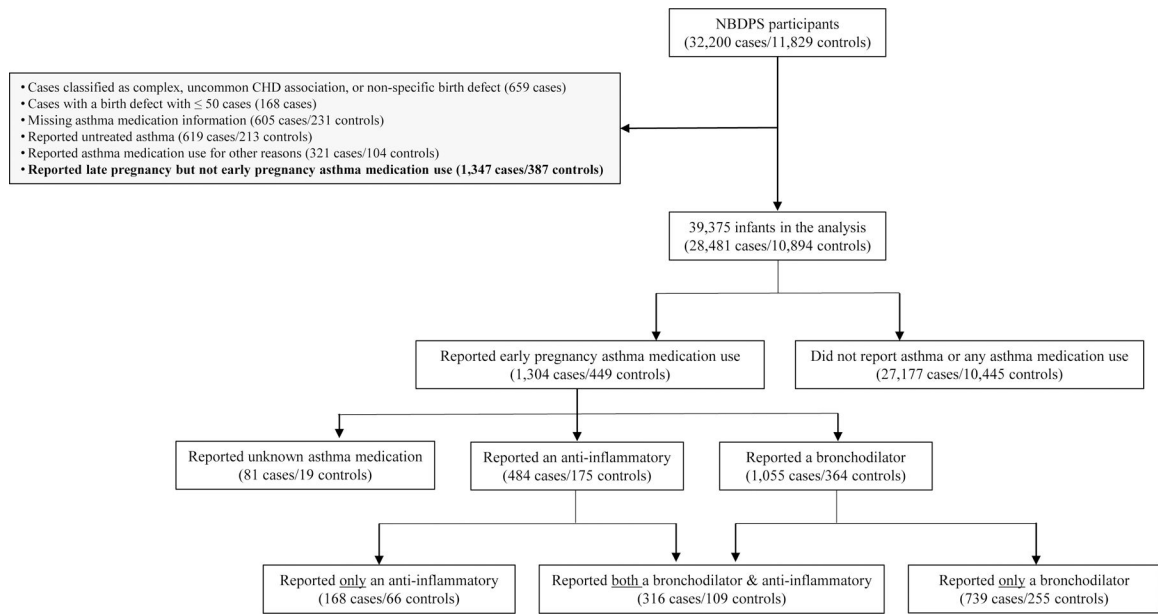 NBDPS participants
(32,200 cases/11,829 controls)
• Cases classified as complex, uncommon CHD association, or non-specific birth defect (659 cases)
• Cases with a birth defect with ≤ 50 cases (168 cases)
• Missing asthma medication information (605 cases/231 controls)
• Reported untreated asthma (619 cases/213 controls)
• Reported asthma medication use for other reasons (321 cases/104 controls)
• Reported late pregnancy but not early pregnancy asthma medication use (1,347 cases/387 controls)
39,375 infants in the analysis
(28,481 cases/10,894 controls)
Reported early pregnancy asthma medication use
(1,304 cases/449 controls)
Did not report asthma or any asthma medication use
(27,177 cases/10,445 controls)
Reported unknown asthma medication
(81 cases/19 controls)
Reported an anti-inflammatory
(484 cases/175 controls)
Reported a bronchodilator
(1,055 cases/364 controls)
Reported only an anti-inflammatory
(168 cases/66 controls)
Reported both a bronchodilator & anti-inflammatory
(316 cases/109 controls)
Reported only a bronchodilator
(739 cases/255 controls)